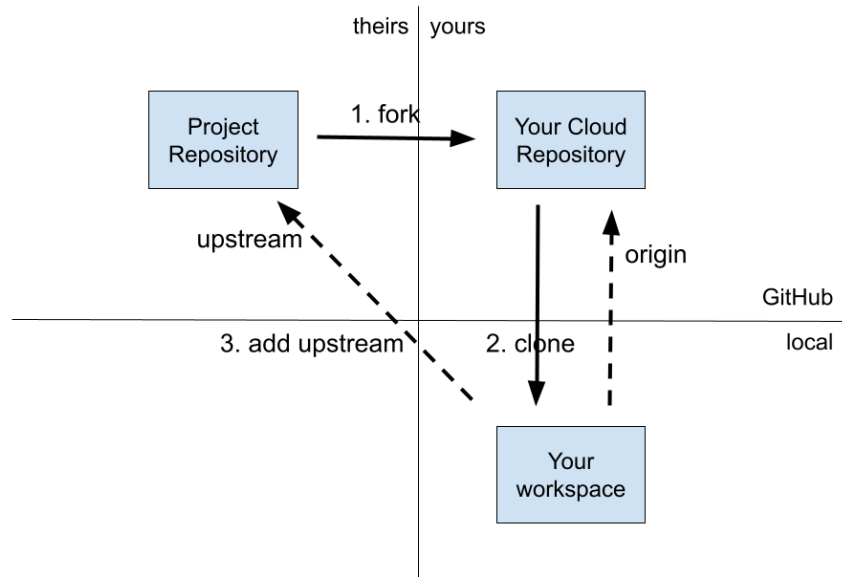 theirs
yours
1. fork
Project
Repository
Your Cloud
Repository
upstream
origin
GitHub
3. add upstream
2. clone
local
Your
workspace